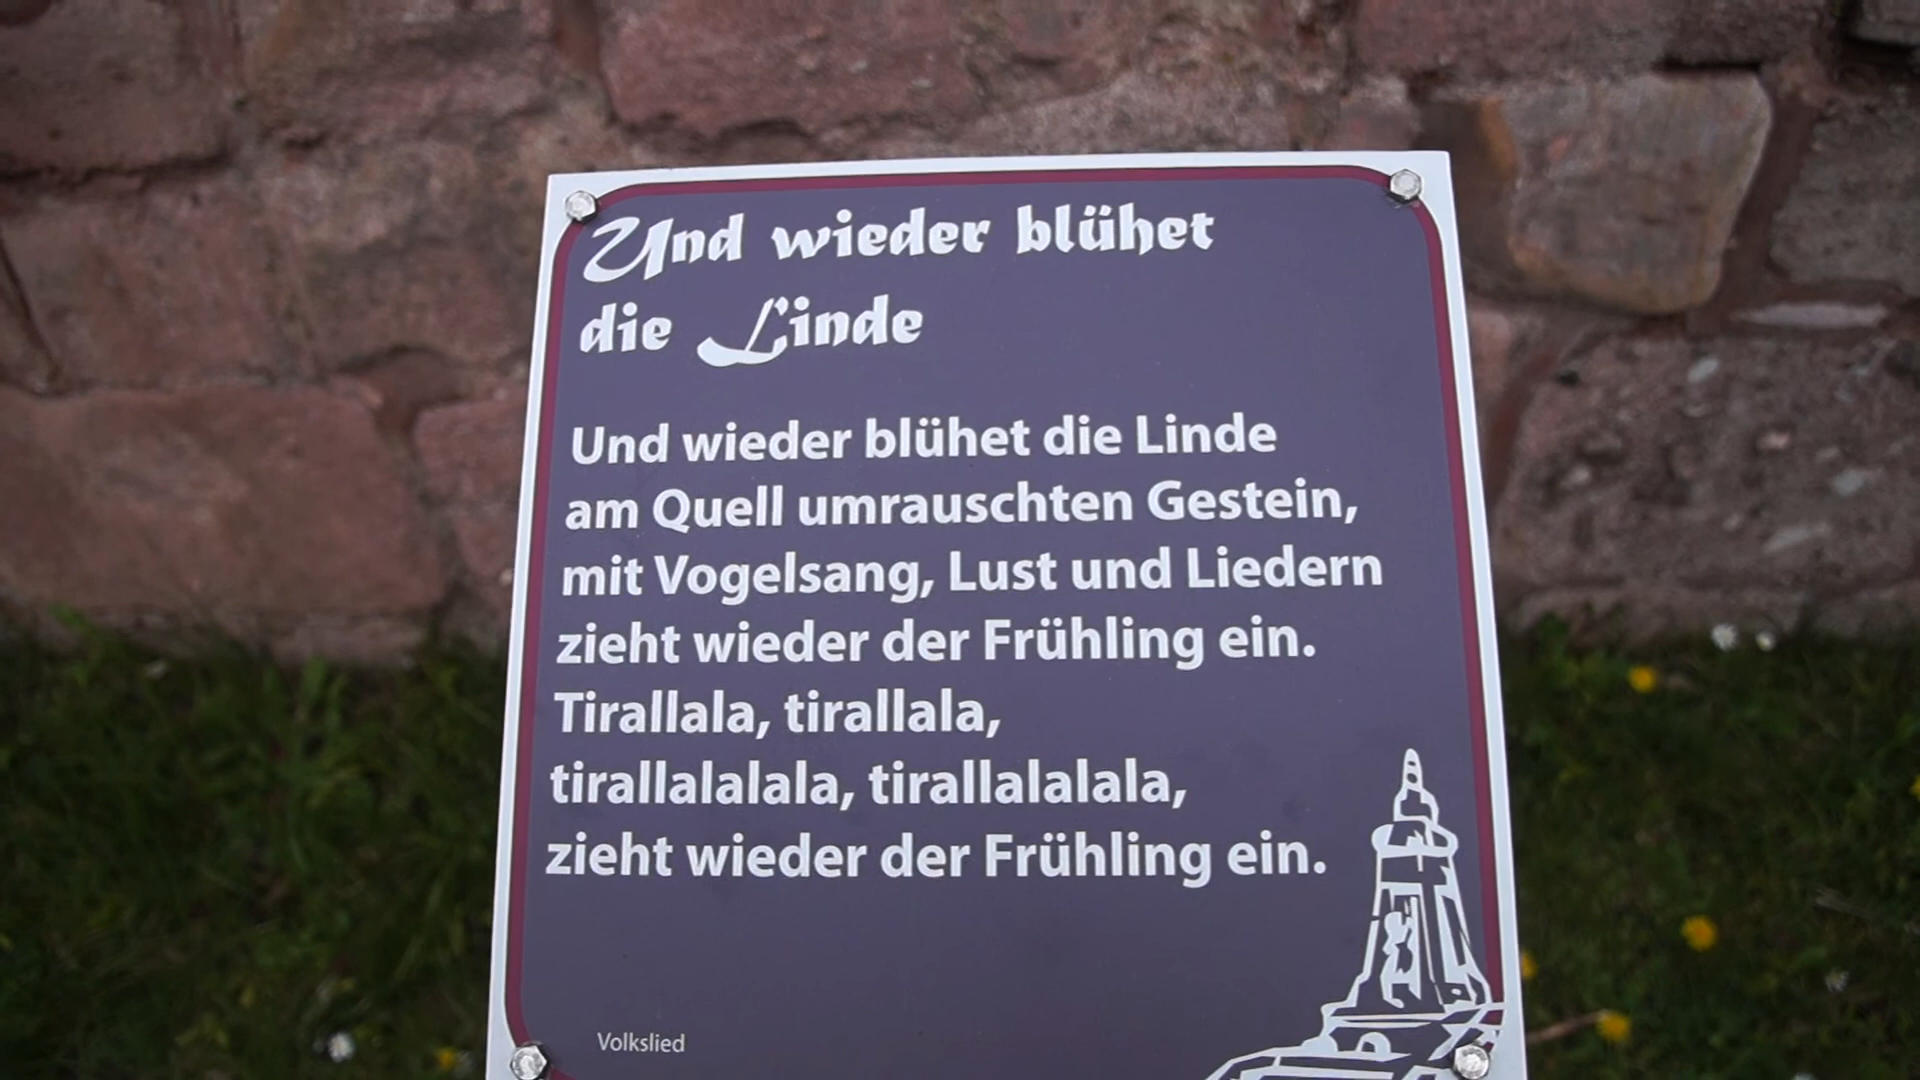 Und wieder blühet
die Linde
Und wieder blühet die Linde
am Quell umrauschten Gestein,
mit Vogelsang, Lust und Liedern
zieht wieder der Frühling ein.
Tirallala, tirallala,
tirallalalala, tirallalalala,
zieht wieder der Frühling ein.
Volkslied